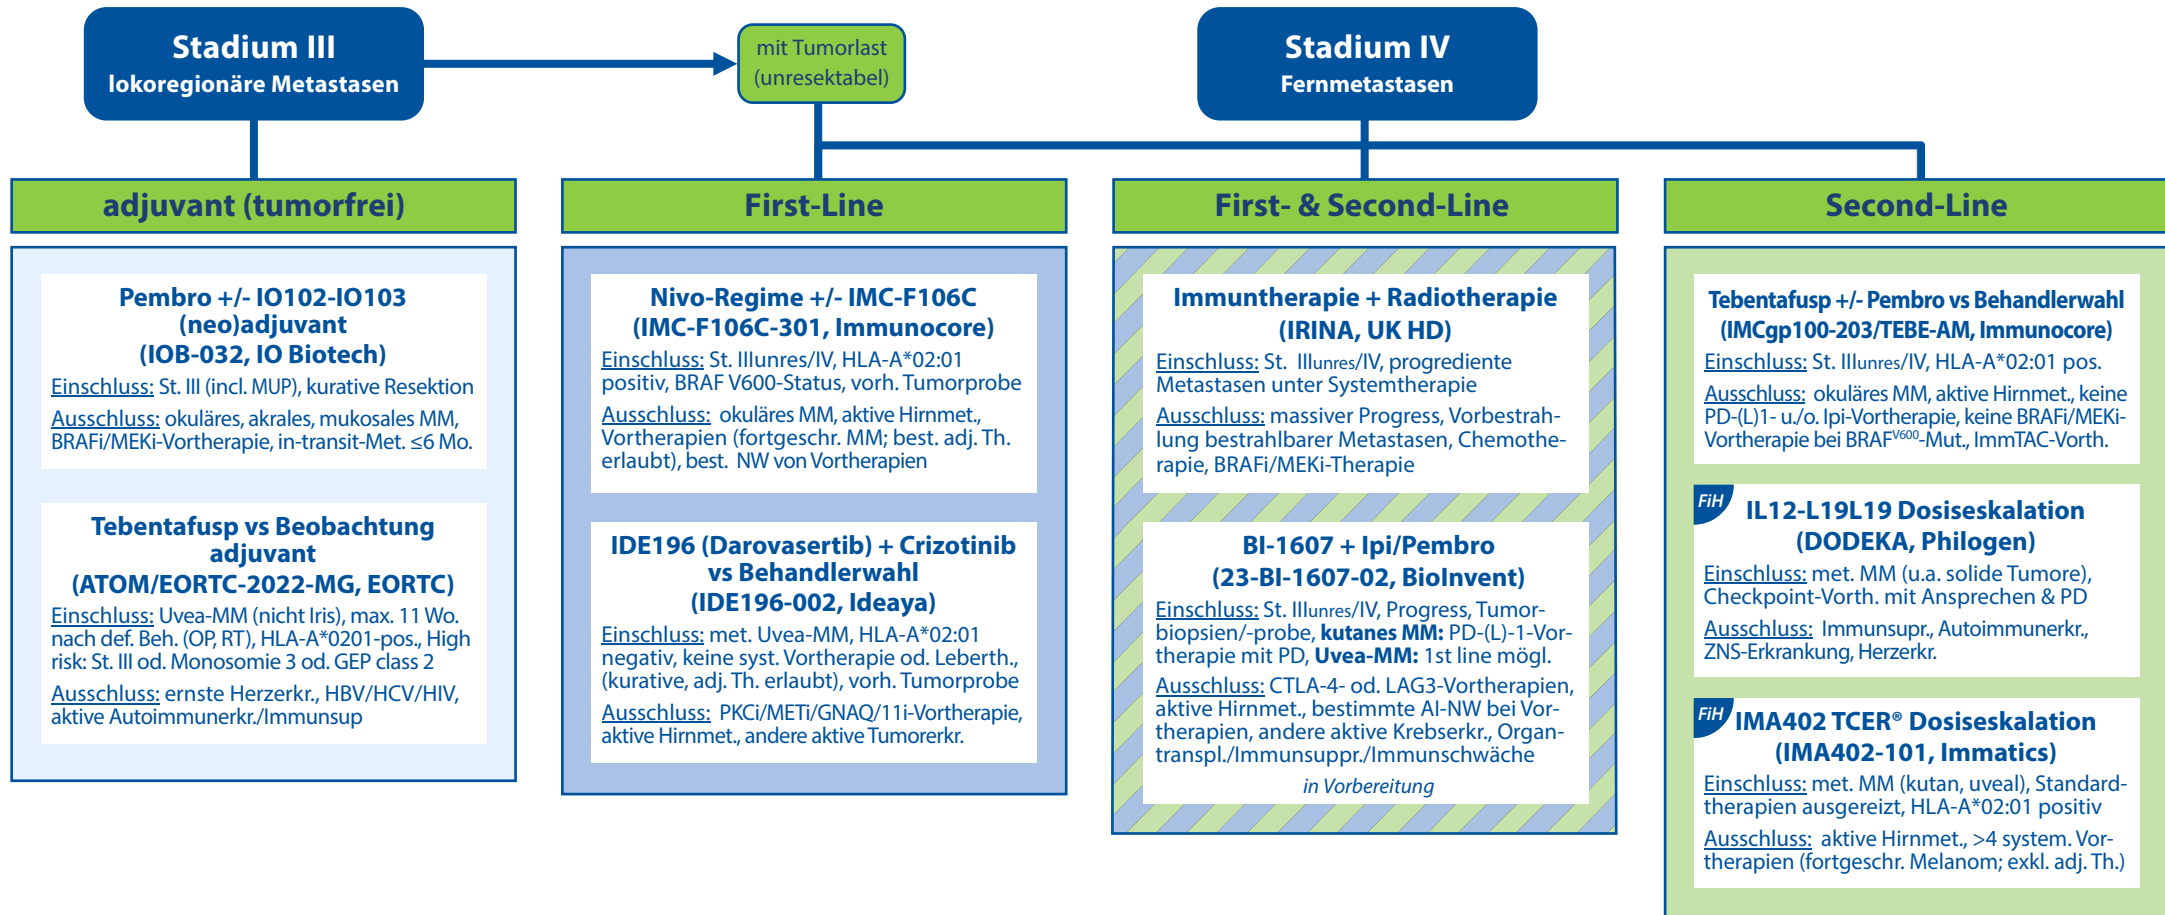 Stadium III
lokoregionäre Metastasen
mit Tumorlast
(unresektabel)
Stadium IV
Fernmetastasen
adjuvant (tumorfrei)
Pembro +/- IO102-IO103
(neo)adjuvant
(IOB-032, IO Biotech)
Einschluss: St. III (incl. MUP), kurative Resektion
Ausschluss: okuläres, akrales, mukosales MM,
BRAFi/MEKi-Vortherapie, in-transit-Met. ≤6 Mo.
Tebentafusp vs Beobachtung
adjuvant
(ATOM/EORTC-2022-MG, EORTC)
Einschluss: Uvea-MM (nicht Iris), max. 11 Wo.
nach def. Beh. (OP, RT), HLA-A*0201-pos., High
risk: St. III od. Monosomie 3 od. GEP class 2
Ausschluss: ernste Herzerkr., HBV/HCV/HIV,
aktive Autoimmunerkr./Immunsup
First-Line
Nivo-Regime +/- IMC-F106C
(IMC-F106C-301, Immunocore)
Einschluss: St. IIIunres/IV, HLA-A*02:01
positiv, BRAF V600-Status, vorh. Tumorprobe
Ausschluss: okuläres MM, aktive Hirnmet.,
Vortherapien (fortgeschr. MM; best. adj. Th.
erlaubt), best. NW von Vortherapien
IDE196 (Darovasertib) + Crizotinib
vs Behandlerwahl
(IDE196-002, Ideaya)
Einschluss: met. Uvea-MM, HLA-A*02:01
negativ, keine syst. Vortherapie od. Leberth.,
(kurative, adj. Th. erlaubt), vorh. Tumorprobe
Ausschluss: PKCi/METi/GNAQ/11i-Vortherapie,
aktive Hirnmet., andere aktive Tumorerkr.
First- & Second-Line
Immuntherapie + Radiotherapie
(IRINA, UK HD)
Einschluss: St. IIIunres/IV, progrediente
Metastasen unter Systemtherapie
Ausschluss: massiver Progress, Vorbestrah-
lung bestrahlbarer Metastasen, Chemothe-
rapie, BRAFi/MEKi-Therapie
BI-1607 + Ipi/Pembro
(23-BI-1607-02, BioInvent)
Einschluss: St. IIIunres/IV, Progress, Tumor-
biopsien/-probe, kutanes MM: PD-(L)-1-Vor-
therapie mit PD, Uvea-MM: 1st line mögl.
Ausschluss: CTLA-4- od. LAG3-Vortherapien,
aktive Hirnmet., bestimmte AI-NW bei Vor-
therapien, andere aktive Krebserkr., Organ-
transpl./Immunsuppr./Immunschwäche
in Vorbereitung
Second-Line
Tebentafusp +/- Pembro vs Behandlerwahl
(IMCgp100-203/TEBE-AM, Immunocore)
Einschluss: St. IIIunres/IV, HLA-A*02:01 pos.
Ausschluss: okuläres MM, aktive Hirnmet., keine
PD-(L)1- u./o. Ipi-Vortherapie, keine BRAFi/MEKi-
Vortherapie bei BRAFV600-Mut., ImmTAC-Vorth.
FiH
IL12-L19L19 Dosiseskalation
(DODEKA, Philogen)
Einschluss: met. MM (u.a. solide Tumore),
Checkpoint-Vorth. mit Ansprechen & PD
Ausschluss: Immunsupr., Autoimmunerkr.,
ZNS-Erkrankung, Herzerkr.
FiH
IMA402 TCER® Dosiseskalation
(IMA402-101, Immatics)
Einschluss: met. MM (kutan, uveal), Standard-
therapien ausgereizt, HLA-A*02:01 positiv
Ausschluss: aktive Hirnmet., >4 system. Vor-
therapien (fortgeschr. Melanom; exkl. adj. Th.)